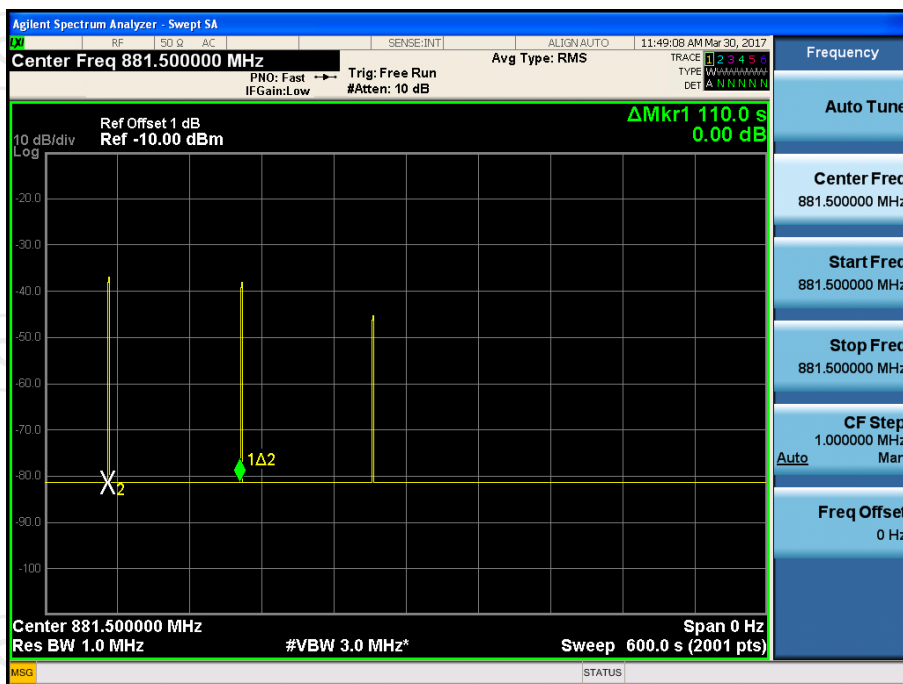 Agilent Spectrum Analyzer - Swept SA
LXI RF 50 Ω AC SENSE:INT ALIGN AUTO 11:49:08 AM Mar 30, 2017
Center Freq 881.500000 MHz
PNO: Fast
IFGain:Low
Trig: Free Run
#Atten: 10 dB
Avg Type: RMS
TRACE 1 2 3 4 5 6
TYPE WWWWWW
DET A N N N N N
ΔMkr1 110.0 s
0.00 dB
Ref Offset 1 dB
10 dB/div Ref -10.00 dBm
Log
-20.0
-30.0
-40.0
-50.0
-60.0
-70.0
-80.0
-90.0
-100
1Δ2
X2
Center 881.500000 MHz Span 0 Hz
Res BW 1.0 MHz #VBW 3.0 MHz* Sweep 600.0 s (2001 pts)
MSG STATUS
Frequency
Auto Tune
Center Freq
881.500000 MHz
Start Freq
881.500000 MHz
Stop Freq
881.500000 MHz
CF Step
1.000000 MHz
Auto Man
Freq Offset
0 Hz